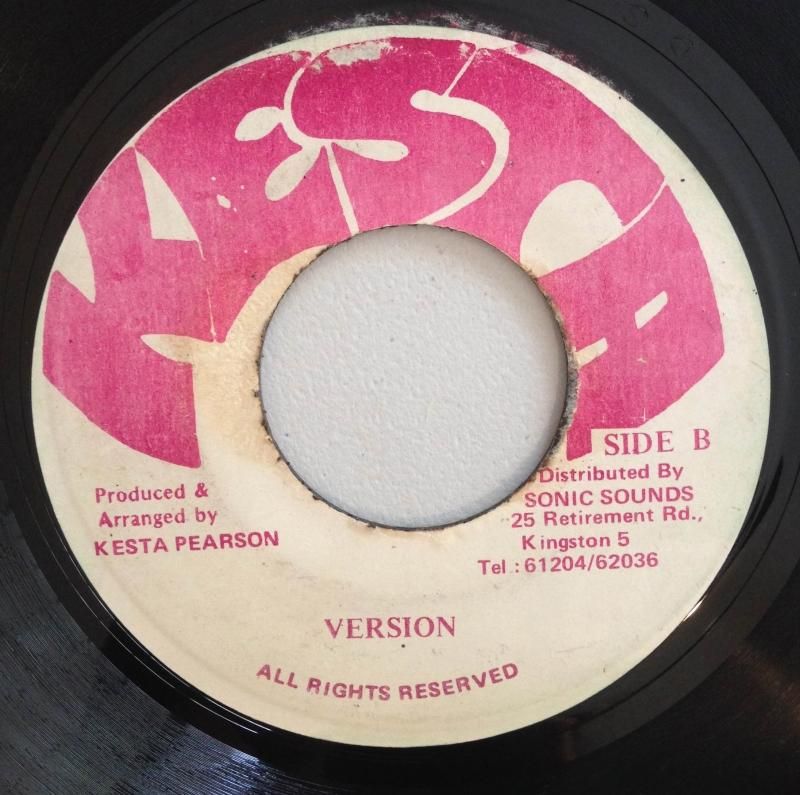 SIDE B
Produced &
Arranged by
KESTA PEARSON
Distributed By
SONIC SOUNDS
25 Retirement Rd.,
Kingston 5
Tel : 61204/62036
VERSION
ALL RIGHTS RESERVED